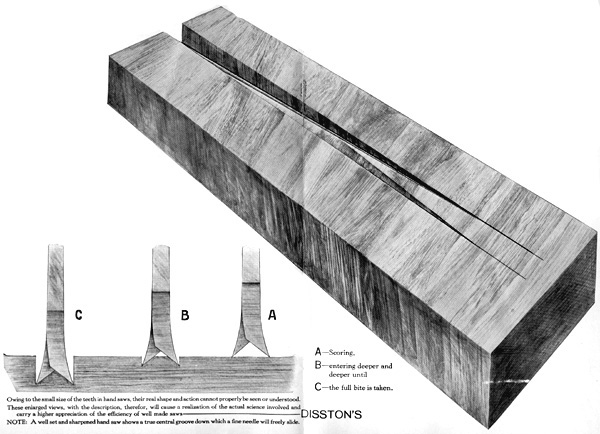 C
B
A
A—Scoring,
B—entering deeper and
deeper until
C—the full bite is taken.
Owing to the small size of the teeth in hand saws, their real shape and action cannot properly be seen or understood.
These enlarged views, with the description, therefor, will cause a realization of the actual science involved and
carry a higher appreciation of the efficiency of well made saws—DISSTON'S
NOTE: A well set and sharpened hand saw shows a true central groove down which a fine needle will freely slide.